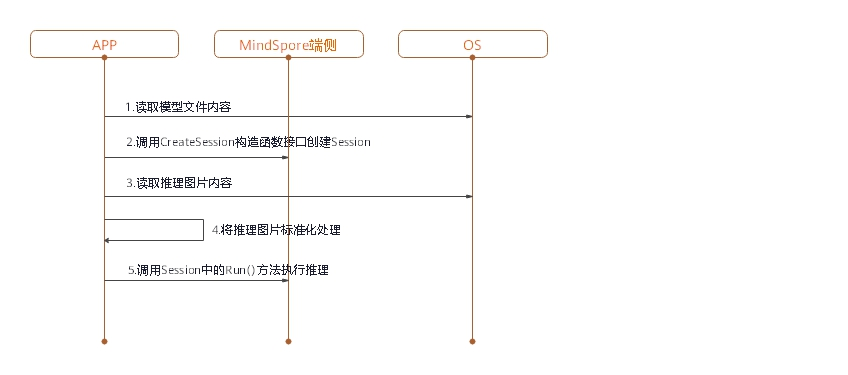 APP
MindSpore端侧
OS
1.读取模型文件内容
2.调用CreateSession构造函数接口创建Session
3.读取推理图片内容
4.将推理图片标准化处理
5.调用Session中的Run()方法执行推理